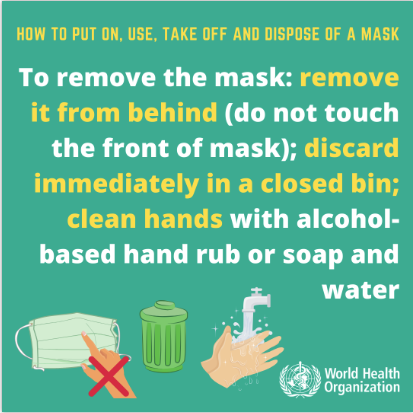 HOW TO PUT ON, USE, TAKE OFF AND DISPOSE OF A MASK
To remove the mask: remove
it from behind (do not touch
the front of mask); discard
immediately in a closed bin;
clean hands with alcohol-
based hand rub or soap and
water
World Health
Organization